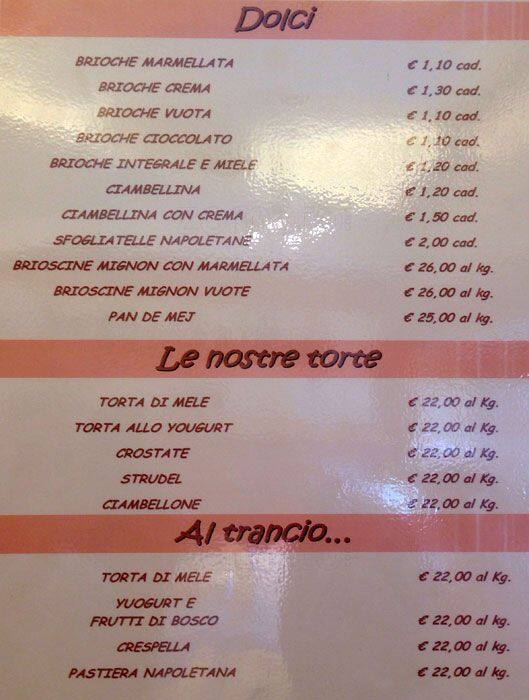 Dolci
BRIOCHE MARMELLATA € 1,10 cad.
BRIOCHE CREMA € 1,30 cad.
BRIOCHE VUOTA € 1,10 cad.
BRIOCHE CIOCCOLATO € 1,10 cad.
BRIOCHE INTEGRALE E MIELE € 1,20 cad.
CIAMBELLINA € 1,20 cad.
CIAMBELLINA CON CREMA € 1,50 cad.
SFOGLIATELLE NAPOLETANE € 2,00 cad.
BRIOSCINE MIGNON CON MARMELLATA € 26,00 al kg.
BRIOSCINE MIGNON VUOTE € 26,00 al kg.
PAN DE MEJ € 25,00 al kg.
Le nostre torte
TORTA DI MELE € 22,00 al Kg.
TORTA ALLO YOUGURT € 22,00 al Kg.
CROSTATE € 22,00 al Kg.
STRUDEL € 22,00 al Kg.
CIAMBELLONE € 22,00 al Kg.
Al trancio...
TORTA DI MELE € 22,00 al Kg.
YUOGURT E
FRUTTI DI BOSCO € 22,00 al kg.
CRESPELLA € 22,00 al kg.
PASTIERA NAPOLETANA € 22,00 al kg.